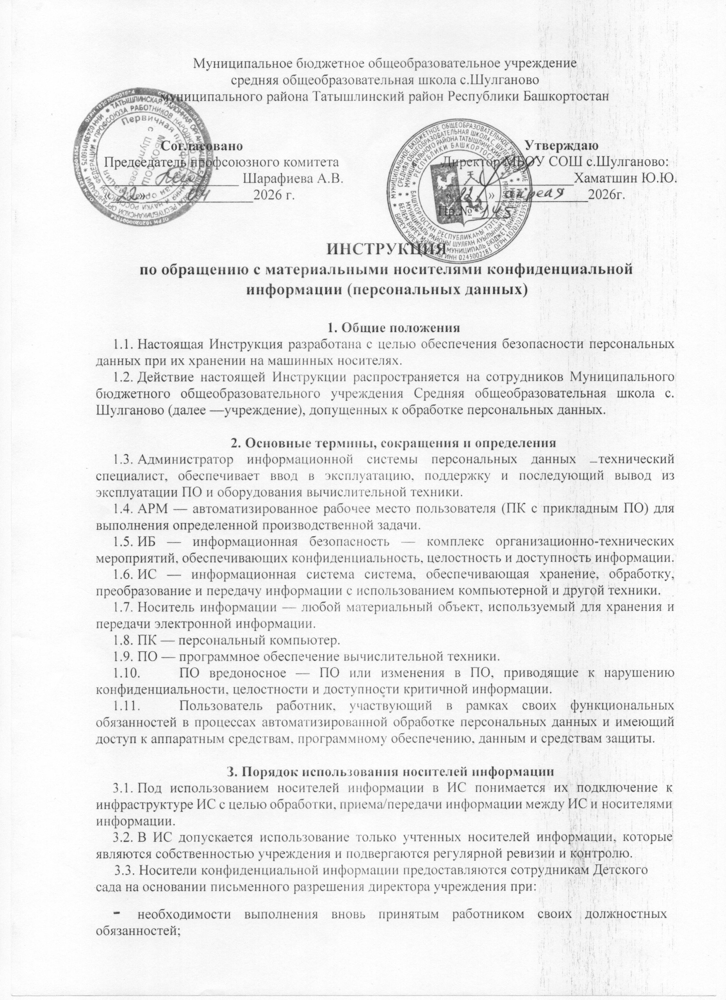 Муниципальное бюджетное общеобразовательное учреждение
средняя общеобразовательная школа с.Шулганово
муниципального района Татышлинский район Республики Башкортостан
Согласовано
Председатель профсоюзного комитета
Шарафиева А.В.
«22» 04 2026 г.
Утверждаю
Директор МБОУ СОШ с.Шулганово:
Хаматшин Ю.Ю.
«22» апреля 2026г.
Пр.№ 145
ИНСТРУКЦИЯ
по обращению с материальными носителями конфиденциальной
информации (персональных данных)
1. Общие положения
1.1. Настоящая Инструкция разработана с целью обеспечения безопасности персональных
данных при их хранении на машинных носителях.
1.2. Действие настоящей Инструкции распространяется на сотрудников Муниципального
бюджетного общеобразовательного учреждения Средняя общеобразовательная школа с.
Шулганово (далее —учреждение), допущенных к обработке персональных данных.
2. Основные термины, сокращения и определения
1.3. Администратор информационной системы персональных данных –технический
специалист, обеспечивает ввод в эксплуатацию, поддержку и последующий вывод из
эксплуатации ПО и оборудования вычислительной техники.
1.4. АРМ — автоматизированное рабочее место пользователя (ПК с прикладным ПО) для
выполнения определенной производственной задачи.
1.5. ИБ — информационная безопасность — комплекс организационно-технических
мероприятий, обеспечивающих конфиденциальность, целостность и доступность информации.
1.6. ИС — информационная система система, обеспечивающая хранение, обработку,
преобразование и передачу информации с использованием компьютерной и другой техники.
1.7. Носитель информации — любой материальный объект, используемый для хранения и
передачи электронной информации.
1.8. ПК — персональный компьютер.
1.9. ПО — программное обеспечение вычислительной техники.
1.10. ПО вредоносное — ПО или изменения в ПО, приводящие к нарушению
конфиденциальности, целостности и доступности критичной информации.
1.11. Пользователь работник, участвующий в рамках своих функциональных
обязанностей в процессах автоматизированной обработке персональных данных и имеющий
доступ к аппаратным средствам, программному обеспечению, данным и средствам защиты.
3. Порядок использования носителей информации
3.1. Под использованием носителей информации в ИС понимается их подключение к
инфраструктуре ИС с целью обработки, приема/передачи информации между ИС и носителями
информации.
3.2. В ИС допускается использование только учтенных носителей информации, которые
являются собственностью учреждения и подвергаются регулярной ревизии и контролю.
3.3. Носители конфиденциальной информации предоставляются сотрудникам Детского
сада на основании письменного разрешения директора учреждения при:
- необходимости выполнения вновь принятым работником своих должностных
обязанностей;